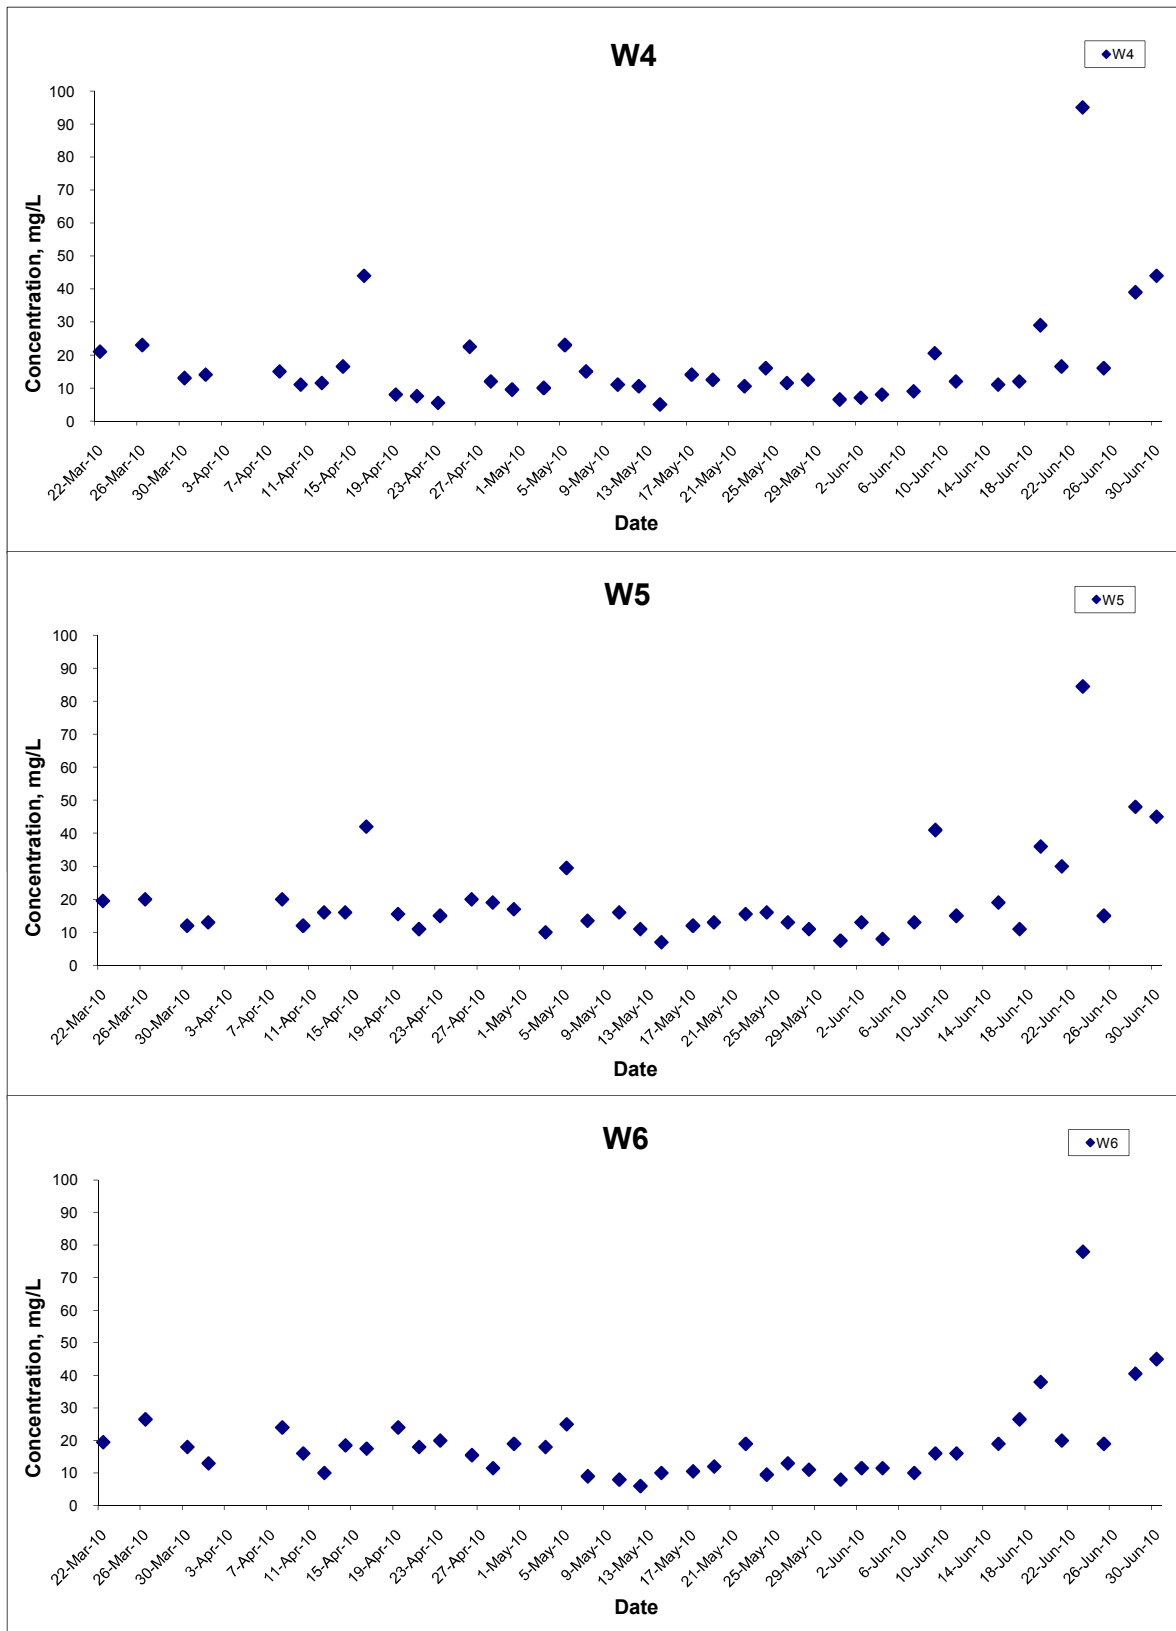 W4
W4
100
90
80
70
60
50
40
30
20
10
0
Concentration, mg/L
22-Mar-10
26-Mar-10
30-Mar-10
3-Apr-10
7-Apr-10
11-Apr-10
15-Apr-10
19-Apr-10
23-Apr-10
27-Apr-10
1-May-10
5-May-10
9-May-10
13-May-10
17-May-10
21-May-10
25-May-10
29-May-10
2-Jun-10
6-Jun-10
10-Jun-10
14-Jun-10
18-Jun-10
22-Jun-10
26-Jun-10
30-Jun-10
Date
W5
W5
100
90
80
70
60
50
40
30
20
10
0
Concentration, mg/L
22-Mar-10
26-Mar-10
30-Mar-10
3-Apr-10
7-Apr-10
11-Apr-10
15-Apr-10
19-Apr-10
23-Apr-10
27-Apr-10
1-May-10
5-May-10
9-May-10
13-May-10
17-May-10
21-May-10
25-May-10
29-May-10
2-Jun-10
6-Jun-10
10-Jun-10
14-Jun-10
18-Jun-10
22-Jun-10
26-Jun-10
30-Jun-10
Date
W6
W6
100
90
80
70
60
50
40
30
20
10
0
Concentration, mg/L
22-Mar-10
26-Mar-10
30-Mar-10
3-Apr-10
7-Apr-10
11-Apr-10
15-Apr-10
19-Apr-10
23-Apr-10
27-Apr-10
1-May-10
5-May-10
9-May-10
13-May-10
17-May-10
21-May-10
25-May-10
29-May-10
2-Jun-10
6-Jun-10
10-Jun-10
14-Jun-10
18-Jun-10
22-Jun-10
26-Jun-10
30-Jun-10
Date